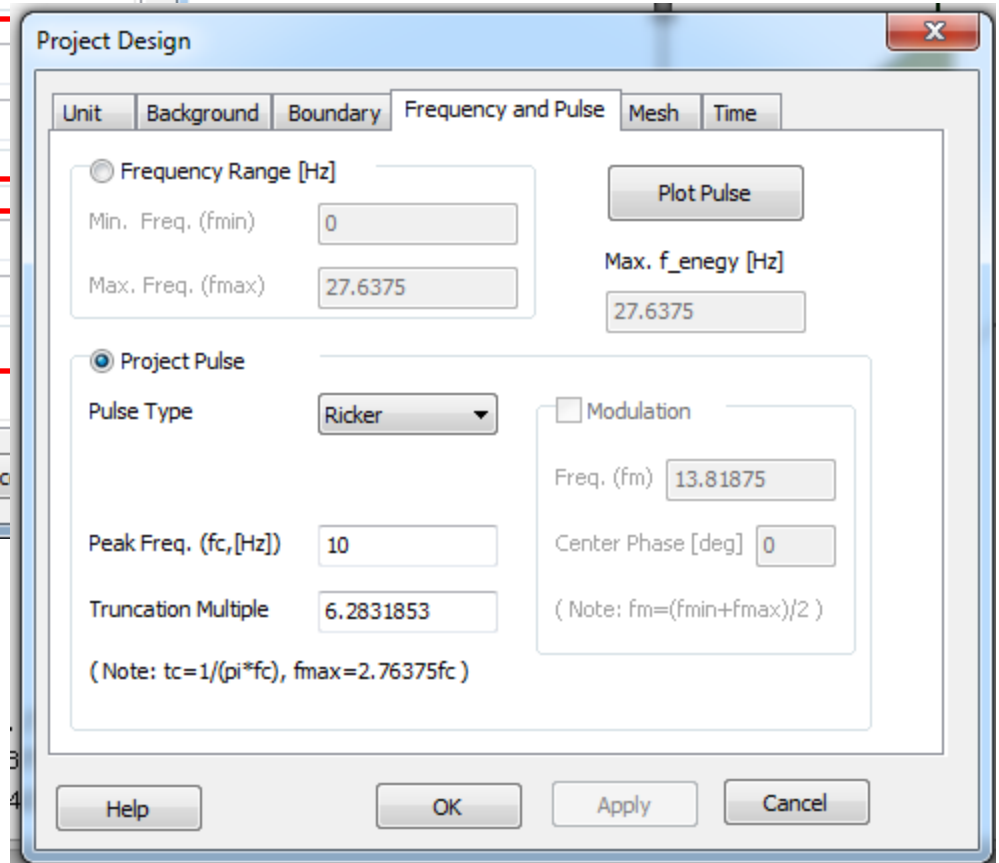 Project Design
Unit Background Boundary Frequency and Pulse Mesh Time
Frequency Range [Hz]
Min. Freq. (fmin) 0
Max. Freq. (fmax) 27.6375
Plot Pulse
Max. f_enegy [Hz]
27.6375
Project Pulse
Pulse Type Ricker
Peak Freq. (fc,[Hz]) 10
Truncation Multiple 6.2831853
( Note: tc=1/(pi*fc), fmax=2.76375fc )
Modulation
Freq. (fm) 13.81875
Center Phase [deg] 0
( Note: fm=(fmin+fmax)/2 )
Help OK Apply Cancel